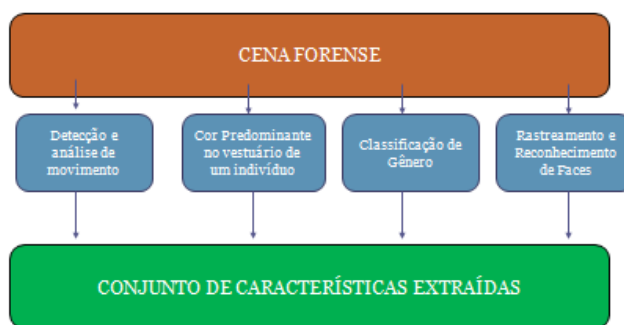 CENA FORENSE
Detecção e
análise de
movimento
Cor Predominante
no vestuário de
um indivíduo
Classificação de
Gênero
Rastreamento e
Reconhecimento
de Faces
CONJUNTO DE CARACTERÍSTICAS EXTRAÍDAS